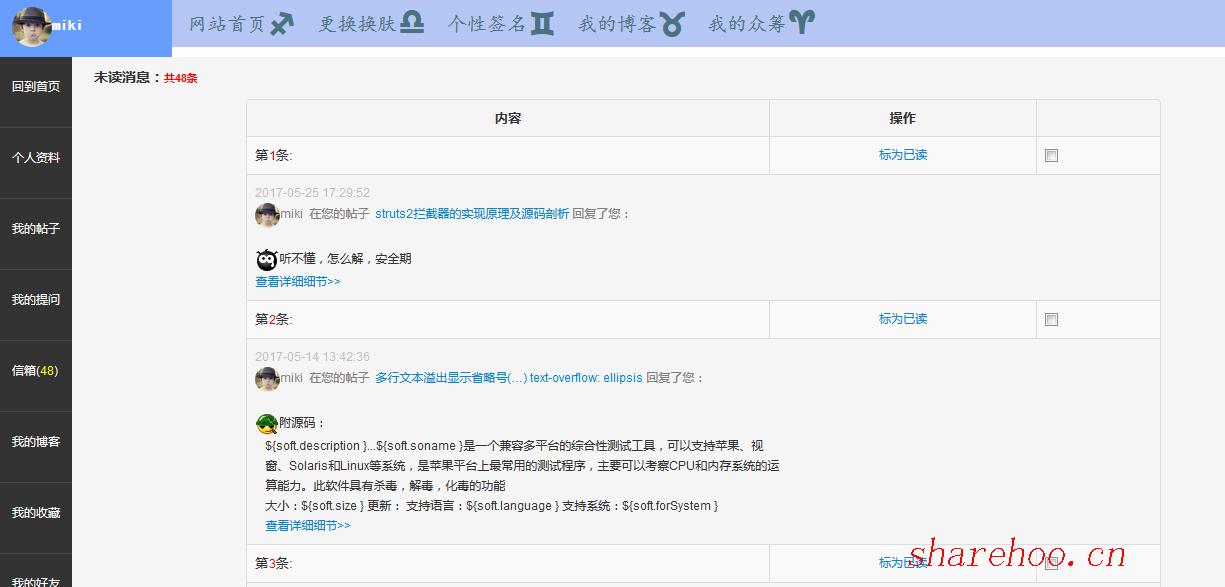 miki
网站首页 更换换肤 个性签名 我的博客 我的众筹
回到首页
个人资料
我的帖子
我的提问
信箱(48)
我的博客
我的收藏
我的好友
未读消息：共48条
内容 操作
第1条: 标为已读
2017-05-25 17:29:52
miki 在您的帖子 struts2拦截器的实现原理及源码剖析 回复了您：
听不懂，怎么解，安全期
查看详细细节>>
第2条: 标为已读
2017-05-14 13:42:36
miki 在您的帖子 多行文本溢出显示省略号(…) text-overflow: ellipsis 回复了您：
附源码：
${soft.description }...${soft.soname }是一个兼容多平台的综合性测试工具，可以支持苹果、视
窗、Solaris和Linux等系统，是苹果平台上最常用的测试程序，主要可以考察CPU和内存系统的运
算能力。此软件具有杀毒，解毒，化毒的功能
大小：${soft.size } 更新： 支持语言：${soft.language } 支持系统：${soft.forSystem }
查看详细细节>>
第3条: 标为已读
sharehoo.cn